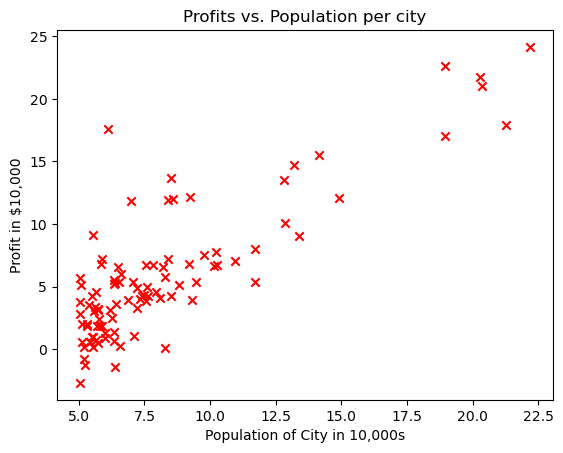 Profits vs. Population per city
25
20
15
10
5
0
Profit in $10,000
5.0 7.5 10.0 12.5 15.0 17.5 20.0 22.5
Population of City in 10,000s